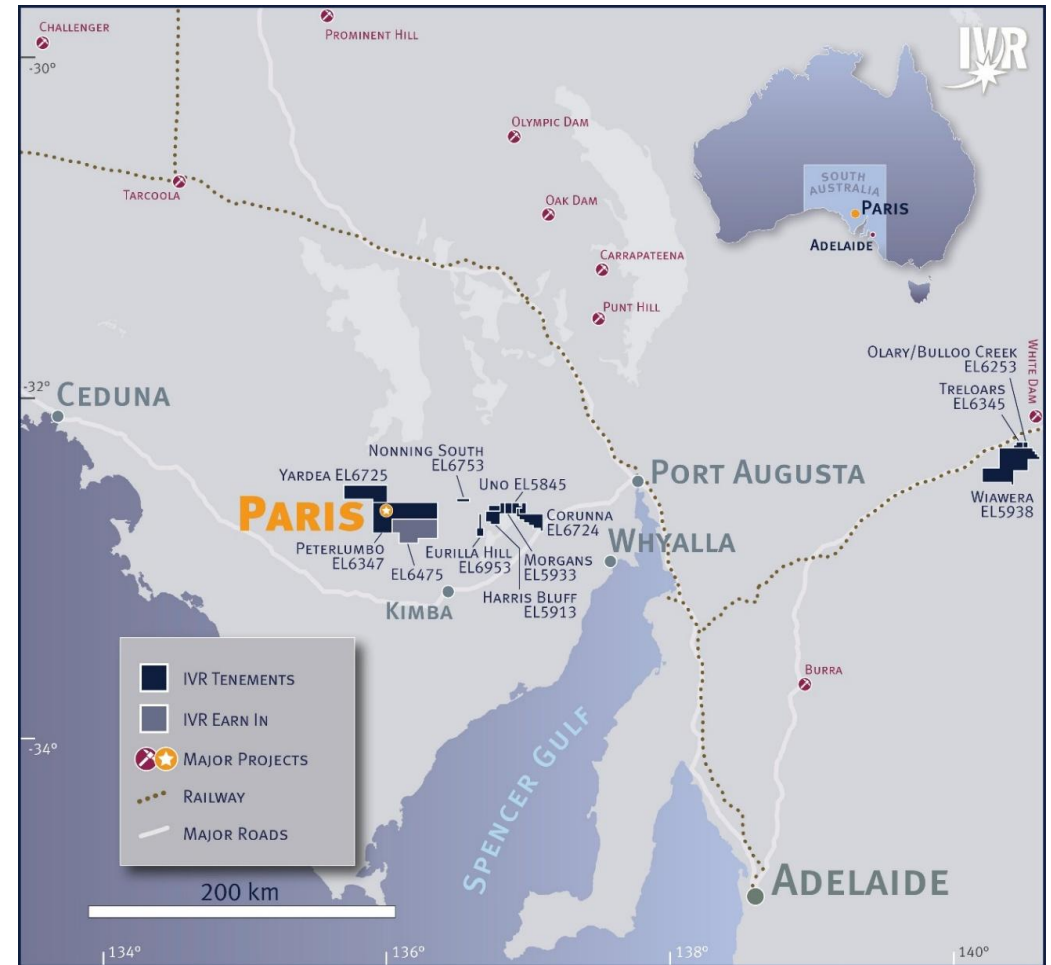 CHALLENGER
PROMINENT HILL
IVR
-30°
OLYMPIC DAM
TARCOOLA
OAK DAM
SOUTH
AUSTRALIA
PARIS
ADELAIDE
CARRAPATEENA
PUNT HILL
OLARY/BULLOO CREEK
EL6253
TRELOARS
EL6345
WHITE DAM
-32°
CEDUNA
NONNING SOUTH
EL6753
YARDEA EL6725
UNO EL5845
PORT AUGUSTA
PARIS
CORUNNA
EL6724
WIAWERA
EL5938
PETERLUMBO
EL6347
EL6475
EURILLA HILL
EL6953
MORGANS
EL5933
WHYALLA
HARRIS BLUFF
EL5913
KIMBA
BURRA
IVR TENEMENTS
IVR EARN IN
MAJOR PROJECTS
RAILWAY
MAJOR ROADS
-34°
SPENCER GULF
200 km
ADELAIDE
134°
136°
138°
140°